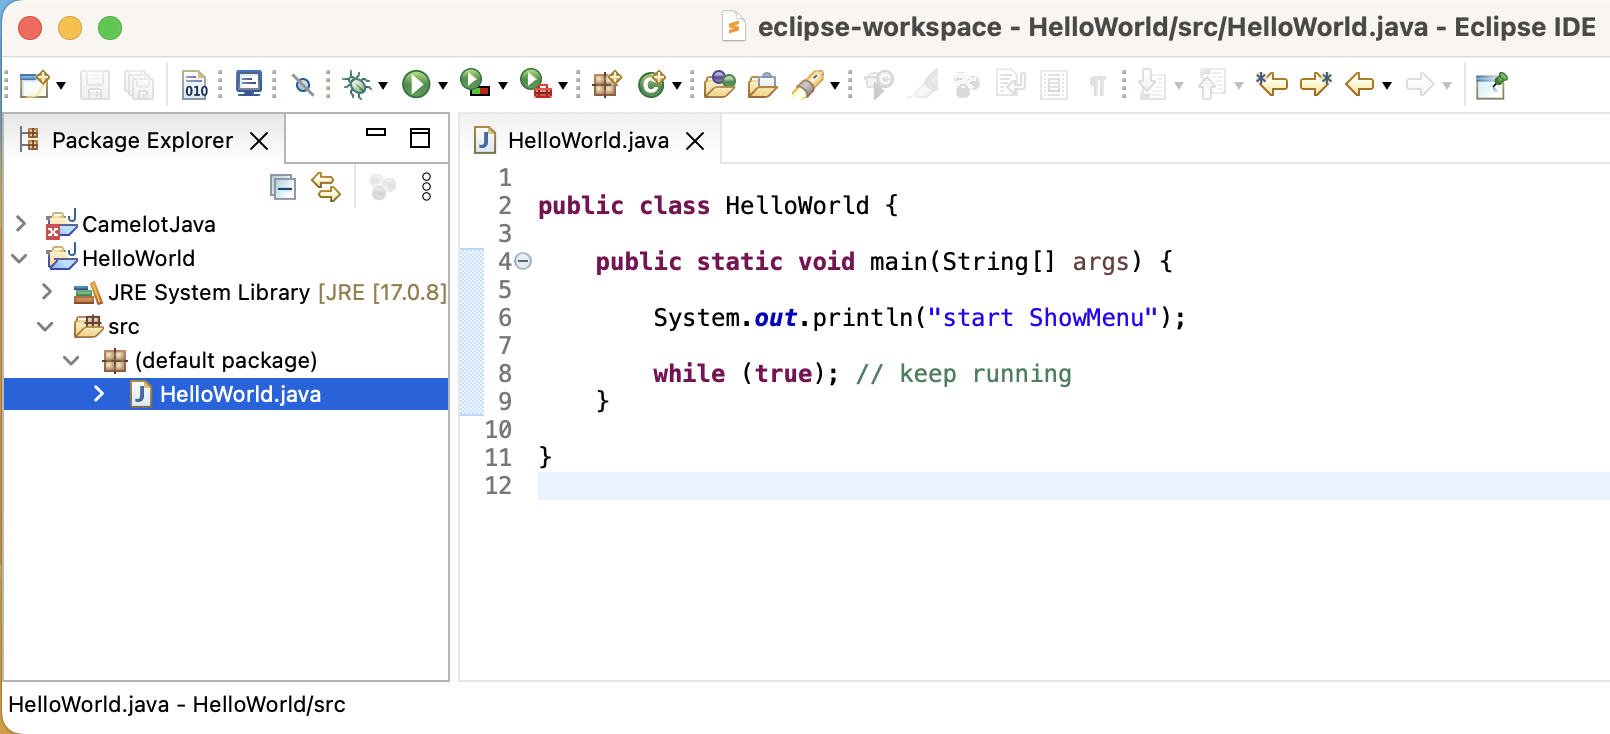 eclipse-workspace - HelloWorld/src/HelloWorld.java - Eclipse IDE
010
Package Explorer
CamelotJava
HelloWorld
JRE System Library [JRE [17.0.8]
src
(default package)
HelloWorld.java
HelloWorld.java
1
2 public class HelloWorld {
3
4 public static void main(String[] args) {
5
6 System.out.println("start ShowMenu");
7
8 while (true); // keep running
9 }
10
11 }
12
HelloWorld.java - HelloWorld/src